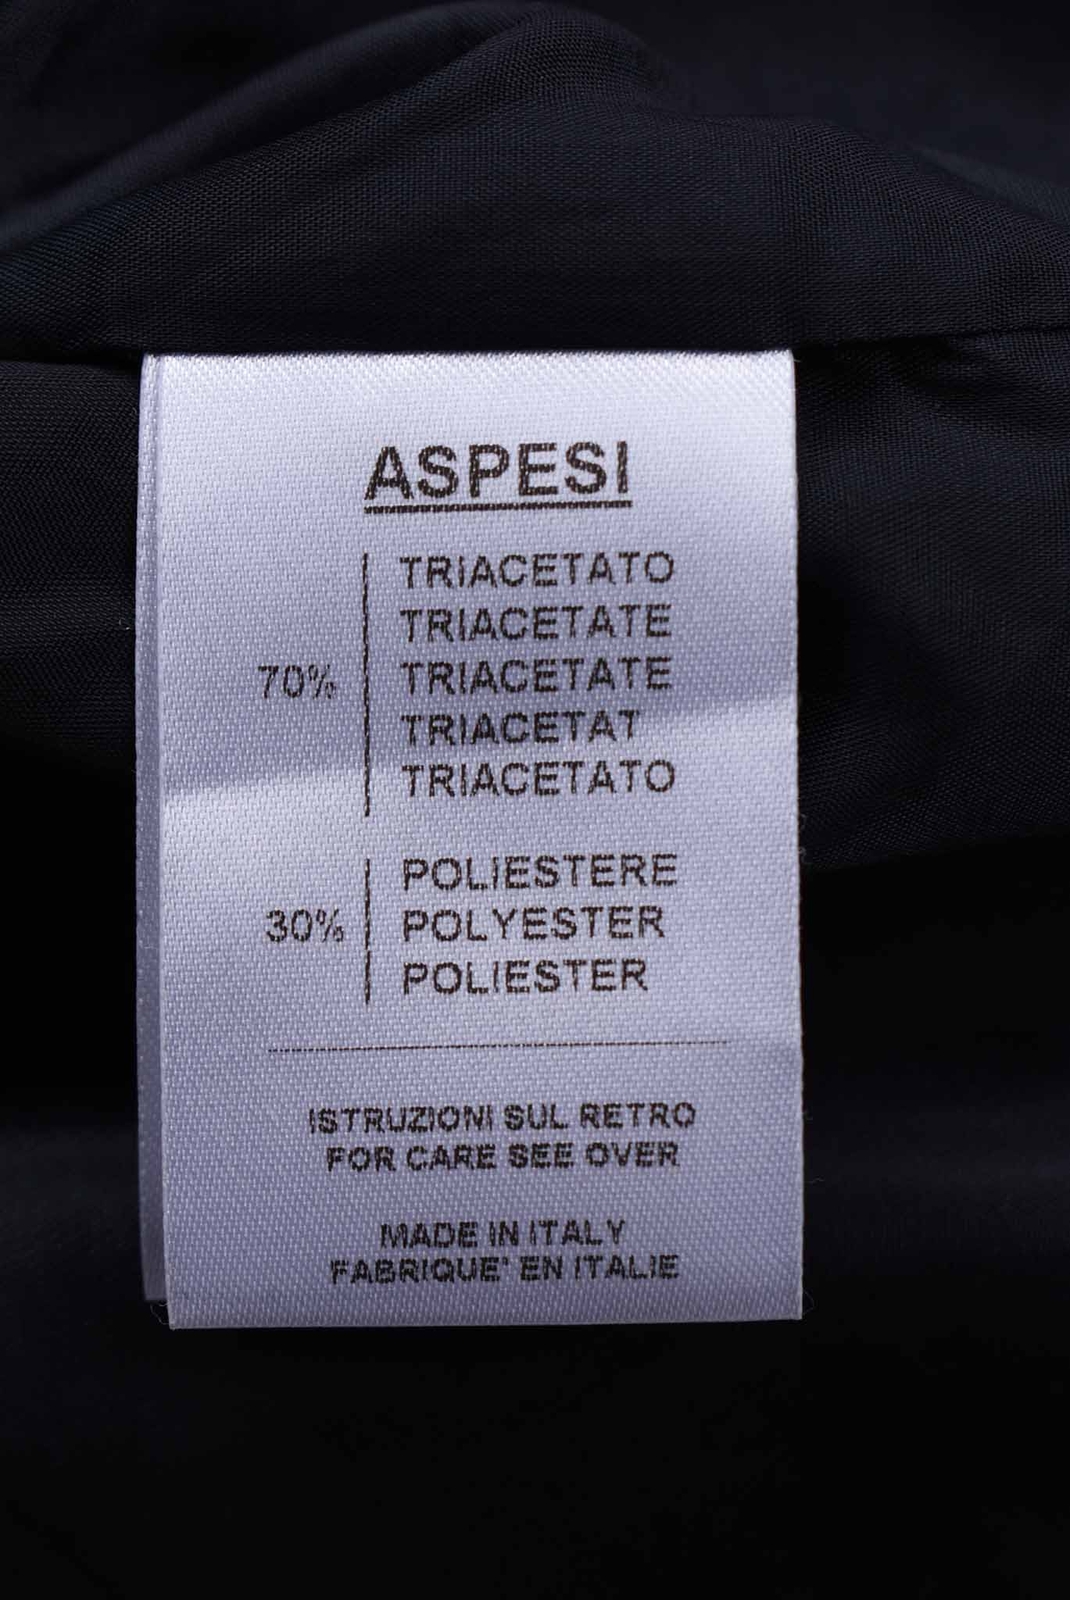 ASPESI
TRIACETATO
TRIACETATE
70% TRIACETATE
TRIACETAT
TRIACETATO
POLIESTERE
30% POLYESTER
POLIESTER
ISTRUZIONI SUL RETRO
FOR CARE SEE OVER
MADE IN ITALY
FABRIQUE' EN ITALIE